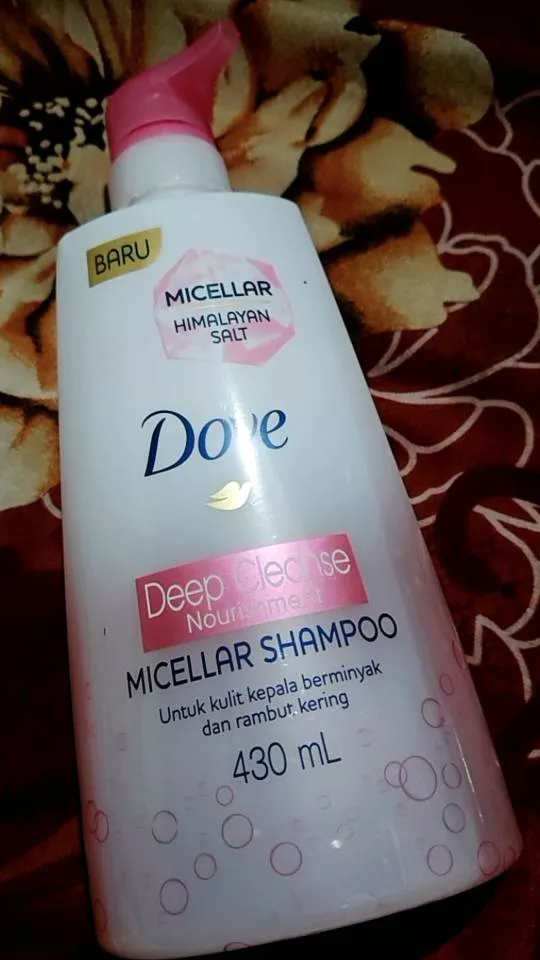 BARU
MICELLAR
HIMALAYAN
SALT
Dove
Deep Cleanse
Nourishment
MICELLAR SHAMPOO
Untuk kulit kepala berminyak
dan rambut kering
430 mL